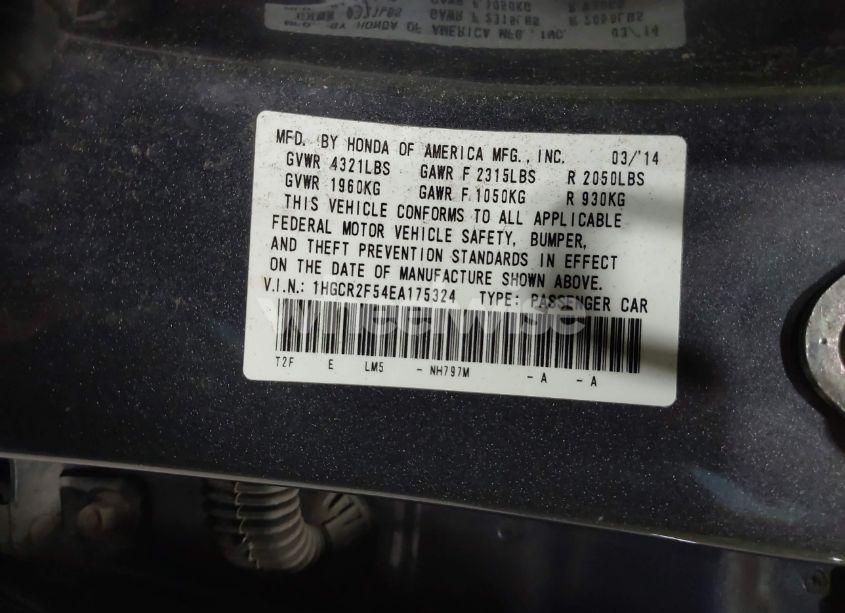 MFD. BY HONDA OF AMERICA MFG., INC. 03/'14
GVWR 4321LBS GAWR F 2315LBS R 2050LBS
GVWR 1960KG GAWR F 1050KG R 930KG
THIS VEHICLE CONFORMS TO ALL APPLICABLE
FEDERAL MOTOR VEHICLE SAFETY, BUMPER,
AND THEFT PREVENTION STANDARDS IN EFFECT
ON THE DATE OF MANUFACTURE SHOWN ABOVE.
V.I.N.: 1HGCR2F54EA175324 TYPE: PASSENGER CAR
wheelwise
T2F E LM5 - NH797M - A - A